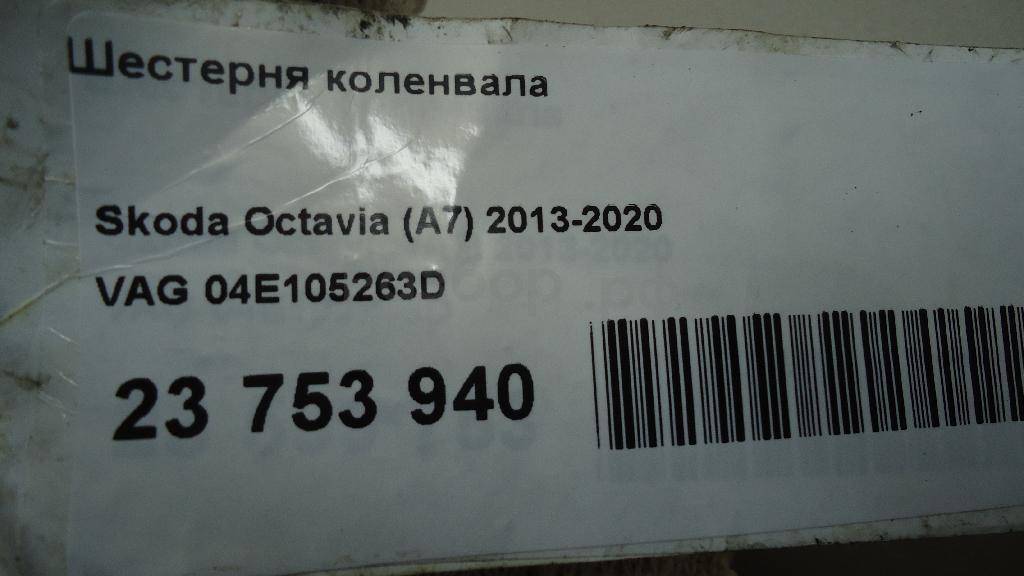 Шестерня коленвала
Skoda Octavia (A7) 2013-2020
VAG 04E105263D
23 753 940